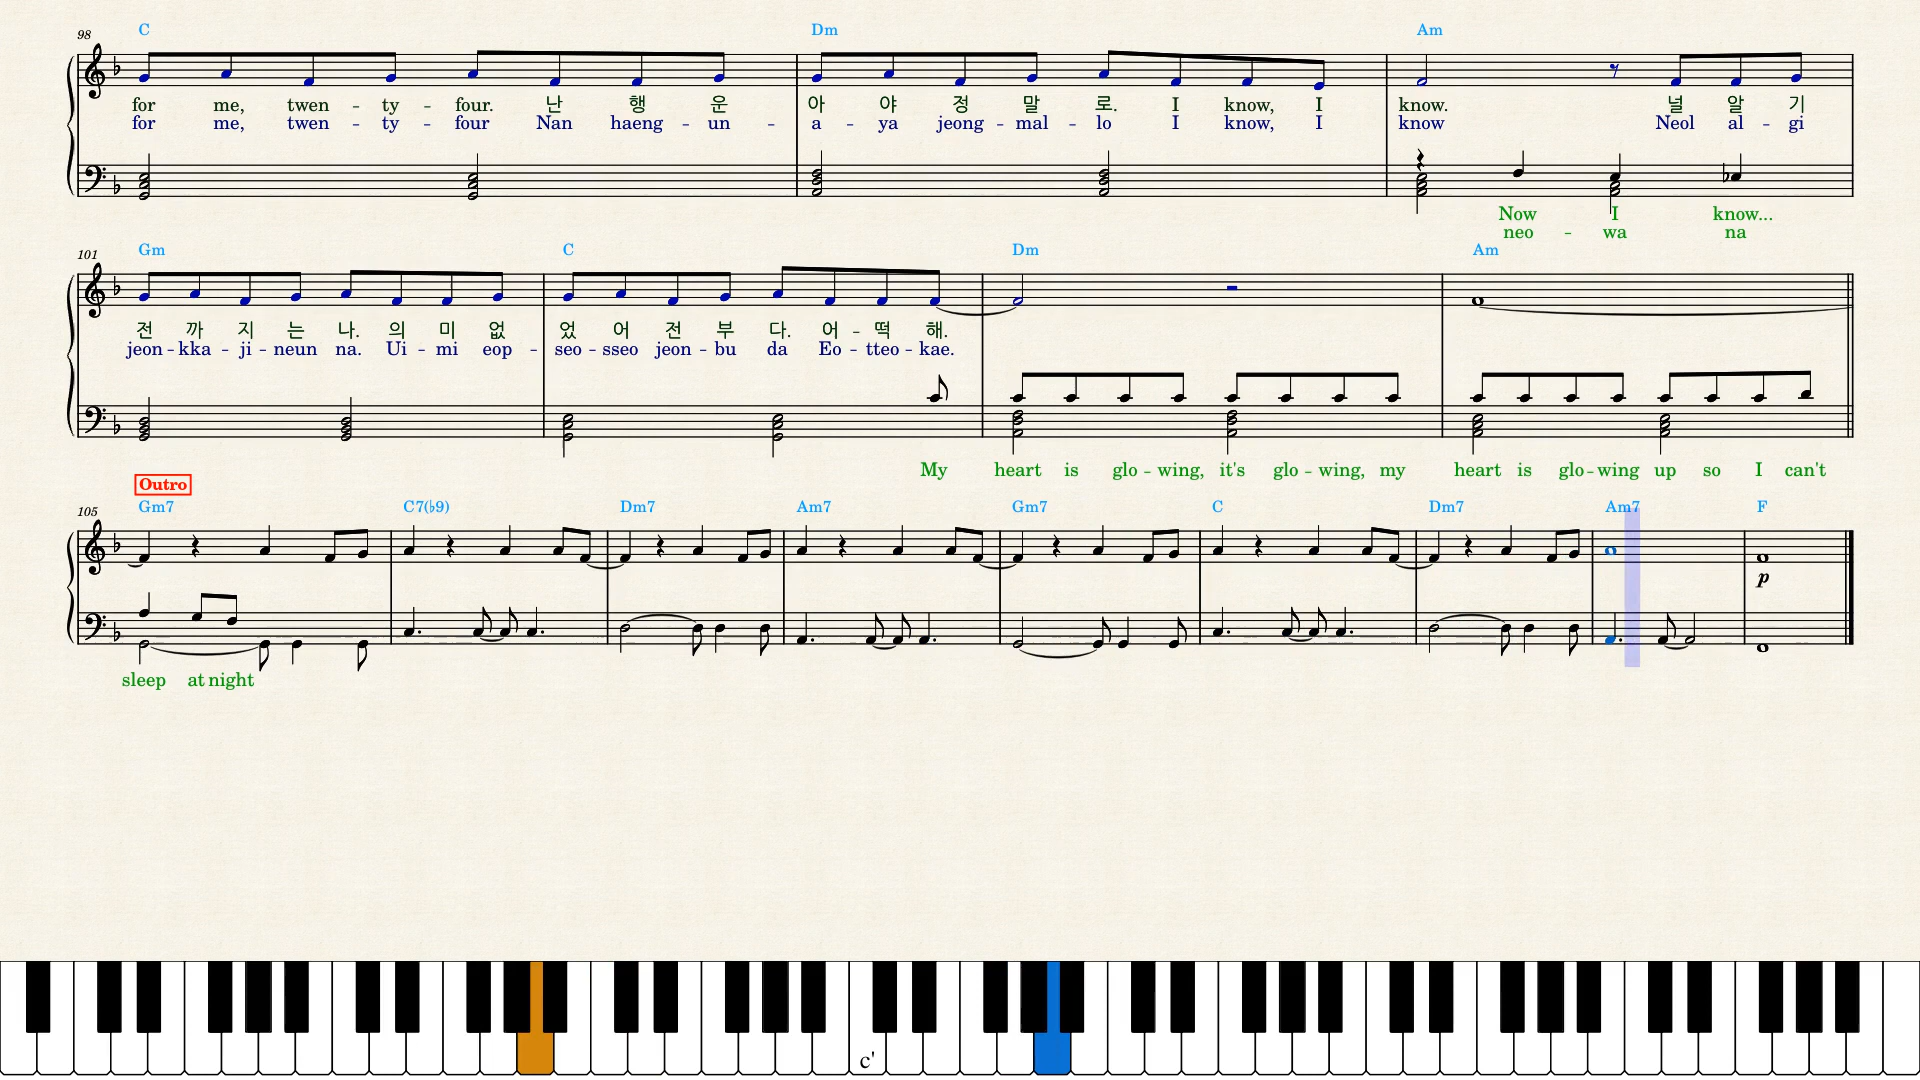 98 C Dm Am
for me, twen - ty - four. 난 행 운 아 야 정 말 로. I know, I know. 널 알 기
for me, twen - ty - four Nan haeng - un - a - ya jeong - mal - lo I know, I know Neol al - gi
Now I know...
neo - wa na
101 Gm C Dm Am
전 까 지 는 나. 의 미 없 었 어 전 부 다. 어 - 떡 해.
jeon - kka - ji - neun na. Ui - mi eop - seo - sseo jeon - bu da Eo - tteo - kae.
My heart is glo - wing, it's glo - wing, my heart is glo - wing up so I can't
Outro
105 Gm7 C7(♭9) Dm7 Am7 Gm7 C Dm7 Am7 F
p
sleep at night
c'